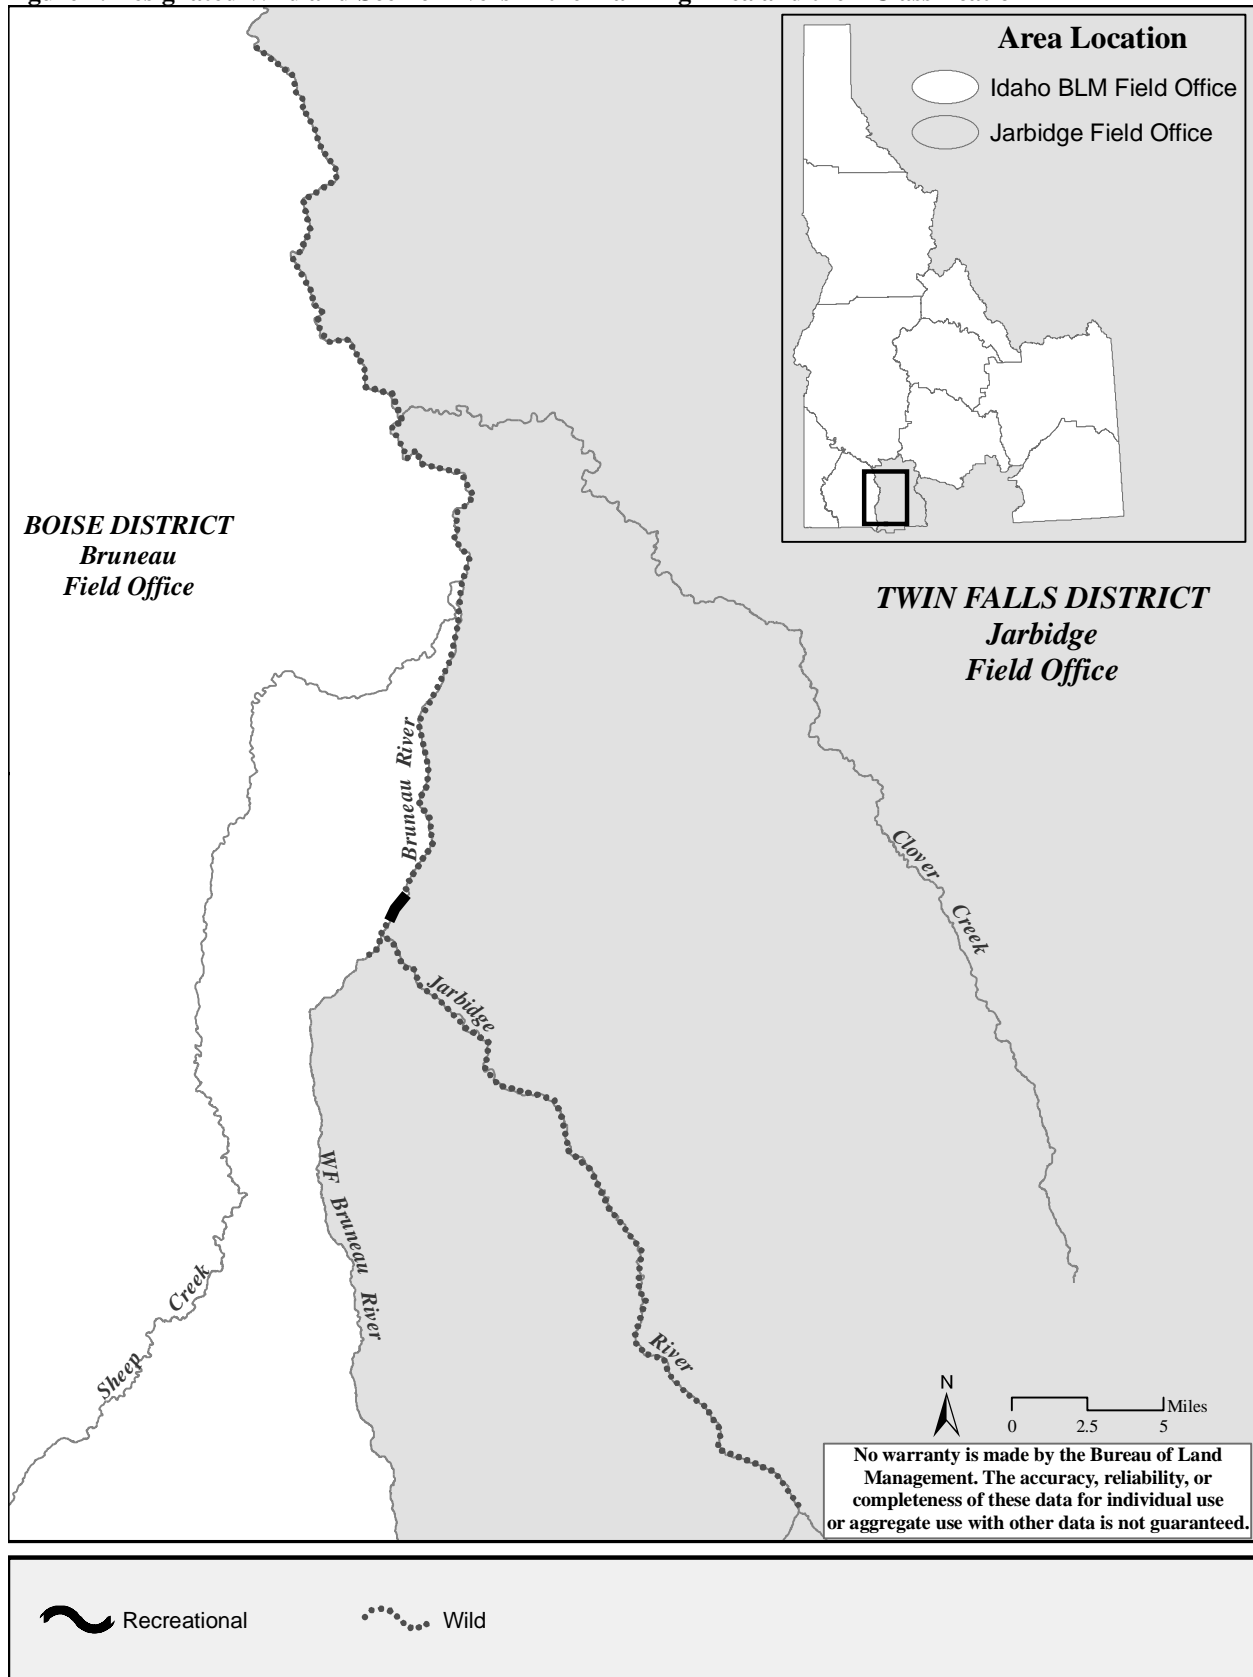 Area Location
Idaho BLM Field Office
Jarbidge Field Office
BOISE DISTRICT
Bruneau
Field Office
TWIN FALLS DISTRICT
Jarbidge
Field Office
Bruneau River
Clover Creek
Jarbidge River
WF Bruneau River
Sheep Creek
N
0 2.5 5 Miles
No warranty is made by the Bureau of Land
Management. The accuracy, reliability, or
completeness of these data for individual use
or aggregate use with other data is not guaranteed.
Recreational
Wild